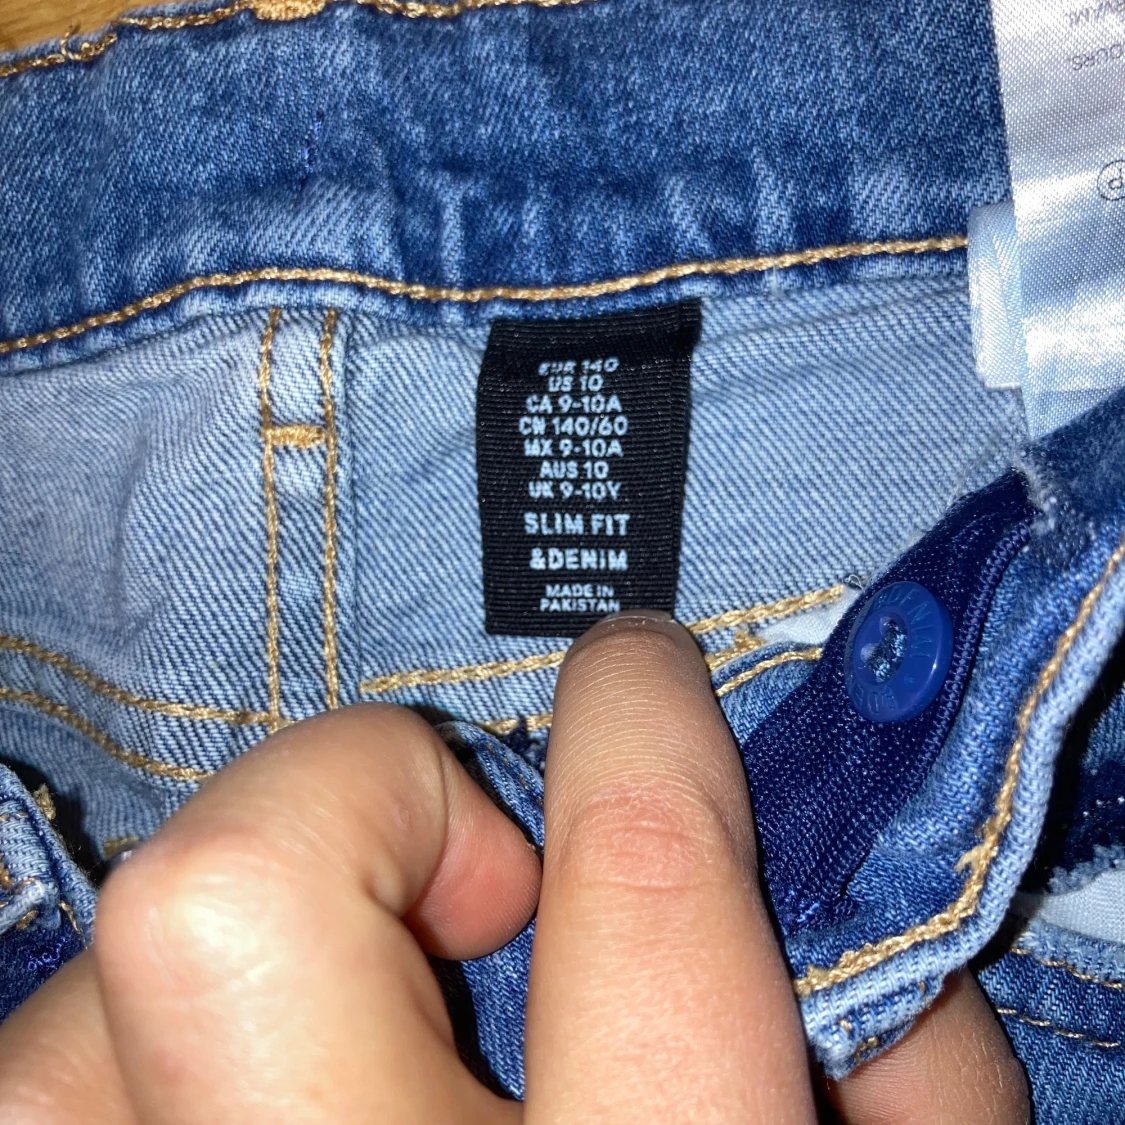 EUR 140
US 10
CA 9-10A
CN 140/60
MX 9-10A
AUS 10
UK 9-10Y
SLIM FIT
&DENIM
MADE IN
PAKISTAN
P